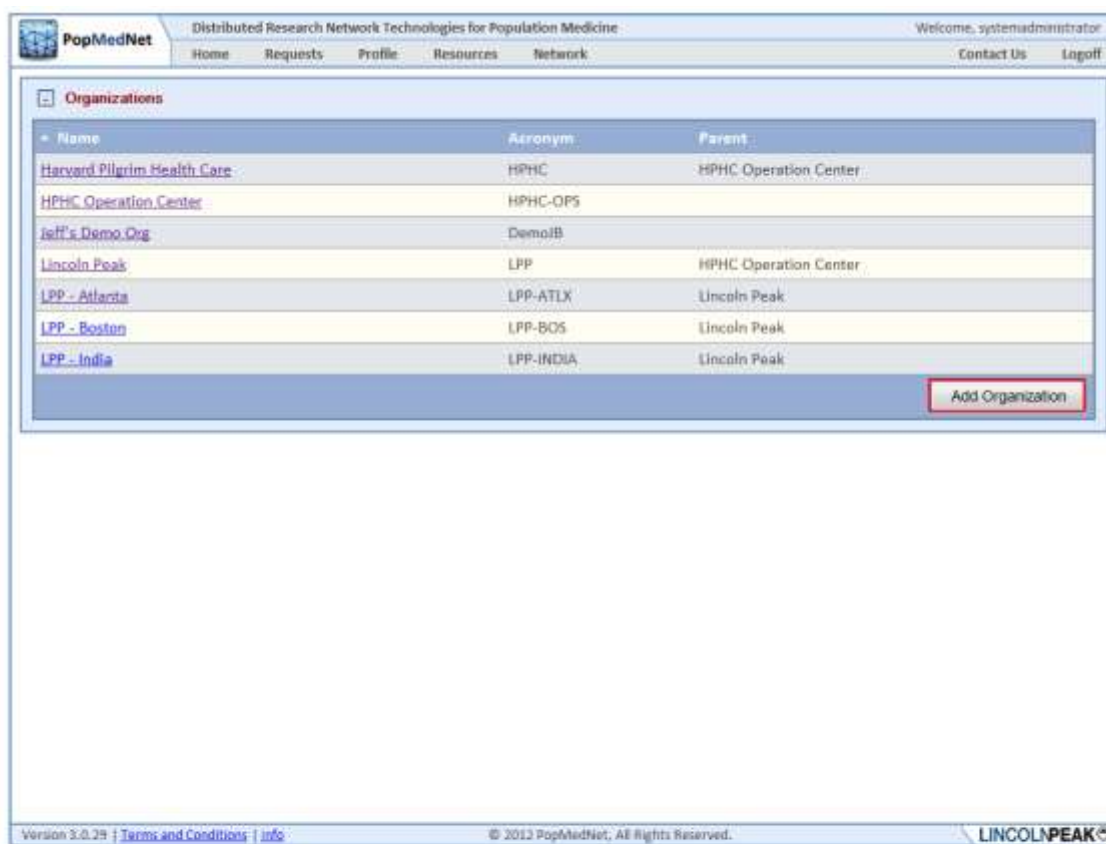 PopMedNet
Distributed Research Network Technologies for Population Medicine
Welcome, systemadministrator
Home Requests Profile Resources Network Contact Us Logoff
Organizations
Name Acronym Parent
Harvard Pilgrim Health Care HPHC HPHC Operation Center
HPHC Operation Center HPHC-OPS
Jeff's Demo Org DemoJB
Lincoln Peak LPP HPHC Operation Center
LPP - Atlanta LPP-ATLX Lincoln Peak
LPP - Boston LPP-BOS Lincoln Peak
LPP - India LPP-INDIA Lincoln Peak
Add Organization
Version 3.0.29 | Terms and Conditions | info © 2012 PopMedNet, All Rights Reserved. LINCOLNPEAK